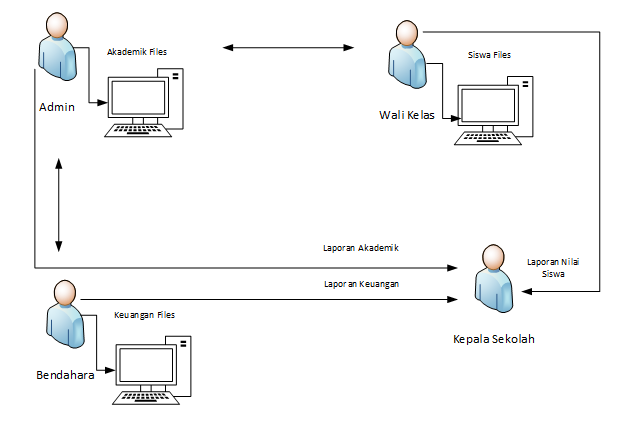 Akademik Files
Siswa Files
Admin
Wali Kelas
Laporan Akademik
Laporan Nilai
Siswa
Laporan Keuangan
Keuangan Files
Kepala Sekolah
Bendahara